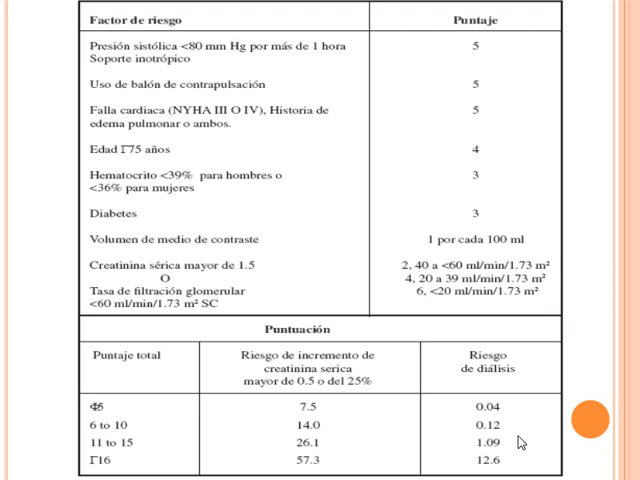 Factor de riesgo Puntaje
Presión sistólica <80 mm Hg por más de 1 hora 5
Soporte inotrópico
Uso de balón de contrapulsación 5
Falla cardiaca (NYHA III O IV), Historia de 5
edema pulmonar o ambos.
Edad Γ75 años 4
Hematocrito <39% para hombres o 3
<36% para mujeres
Diabetes 3
Volumen de medio de contraste 1 por cada 100 ml
Creatinina sérica mayor de 1.5 2, 40 a <60 ml/min/1.73 m²
O 4, 20 a 39 ml/min/1.73 m²
Tasa de filtración glomerular 6, <20 ml/min/1.73 m²
<60 ml/min/1.73 m² SC
Puntuación
Puntaje total Riesgo de incremento de Riesgo
creatinina serica de diálisis
mayor de 0.5 o del 25%
Φ5 7.5 0.04
6 to 10 14.0 0.12
11 to 15 26.1 1.09
Γ16 57.3 12.6